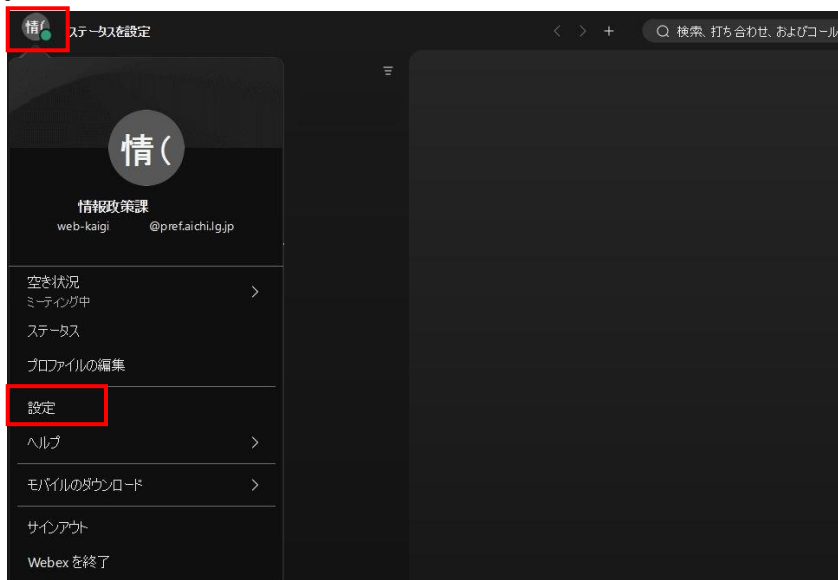 情( ステータスを設定
検索、打ち合わせ、およびコール
情(
情報政策課
web-kaigi @pref.aichi.lg.jp
空き状況
ミーティング中
ステータス
プロファイルの編集
設定
ヘルプ
モバイルのダウンロード
サインアウト
Webex を終了